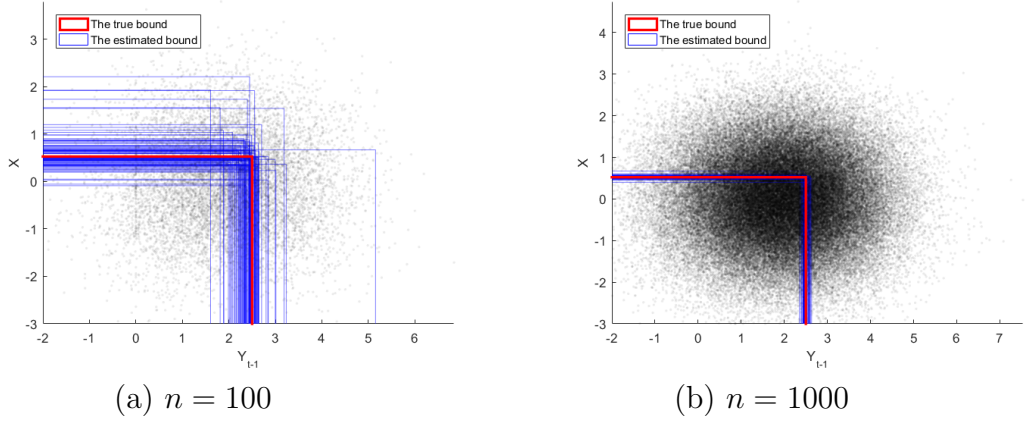 The true bound
The estimated bound
3
2
1
0
-1
-2
-3
X
-2 -1 0 1 2 3 4 5 6
Y t-1
(a) n = 100
The true bound
The estimated bound
4
3
2
1
0
-1
-2
-3
X
-2 -1 0 1 2 3 4 5 6 7
Y t-1
(b) n = 1000